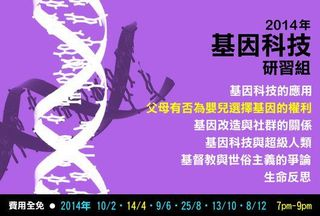 2014年
基因科技
研習組
基因科技的應用
父母有否為嬰兒選擇基因的權利
基因改造與社群的關係
基因科技與超級人類
基督教與世俗主義的爭論
生命反思
費用全免 ● 2014年 10/2‧14/4‧9/6‧25/8‧13/10‧8/12 7pm-9pm